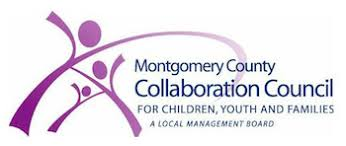 Montgomery County
Collaboration Council
FOR CHILDREN, YOUTH AND FAMILIES
A LOCAL MANAGEMENT BOARD